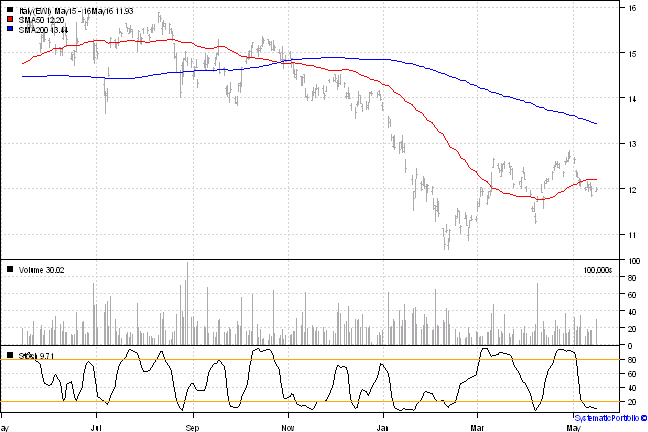 Italy(EWI) May15 - 16May16 11.93
SMA50 12.20
SMA200 13.44
16
15
14
13
12
11
Volume 30.02
100,000s
100
80
60
40
20
0
9.71
80
60
40
20
Jul
Sep
Nov
Jan
Mar
May
SystematicPortfolio ©